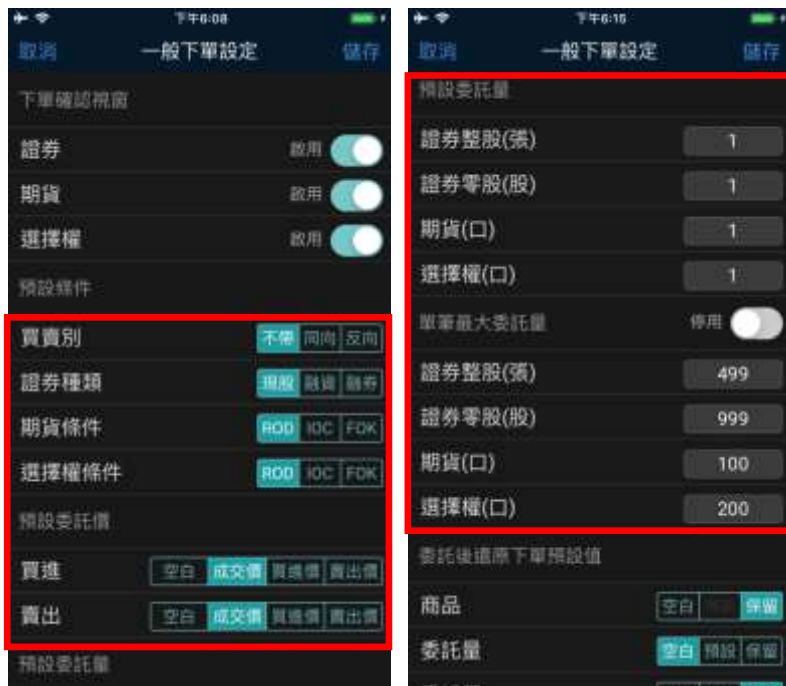 下午6:08
取消 一般下單設定 儲存
下單確認視窗
證券 啟用
期貨 啟用
選擇權 啟用
預設條件
買賣別 不帶 同向 反向
證券種類 現股 融資 融券
期貨條件 ROD IOC FOK
選擇權條件 ROD IOC FOK
預設委託價
買進 空白 成交價 買進價 賣出價
賣出 空白 成交價 買進價 賣出價
預設委託量
下午6:15
取消 一般下單設定 儲存
預設委託量
證券整股(張) 1
證券零股(股) 1
期貨(口) 1
選擇權(口) 1
單筆最大委託量 停用
證券整股(張) 499
證券零股(股) 999
期貨(口) 100
選擇權(口) 200
委託後還原下單預設值
商品 空白 保留
委託量 空白 預設 保留